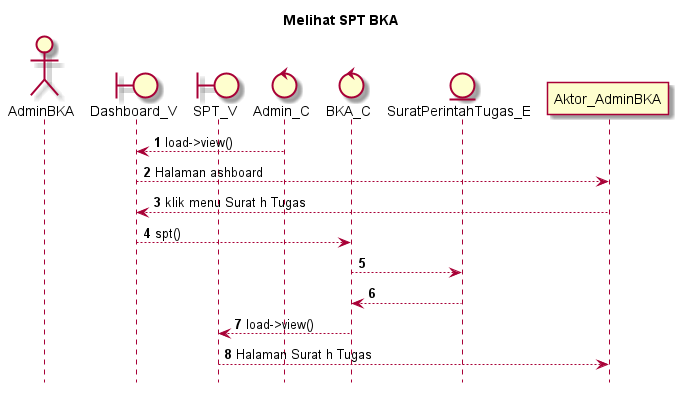 Melihat SPT BKA
AdminBKA
Dashboard_V
SPT_V
Admin_C
BKA_C
SuratPerintahTugas_E
Aktor_AdminBKA
1 load->view()
2 Halaman ashboard
3 klik menu Surat h Tugas
4 spt()
5
6
7 load->view()
8 Halaman Surat h Tugas